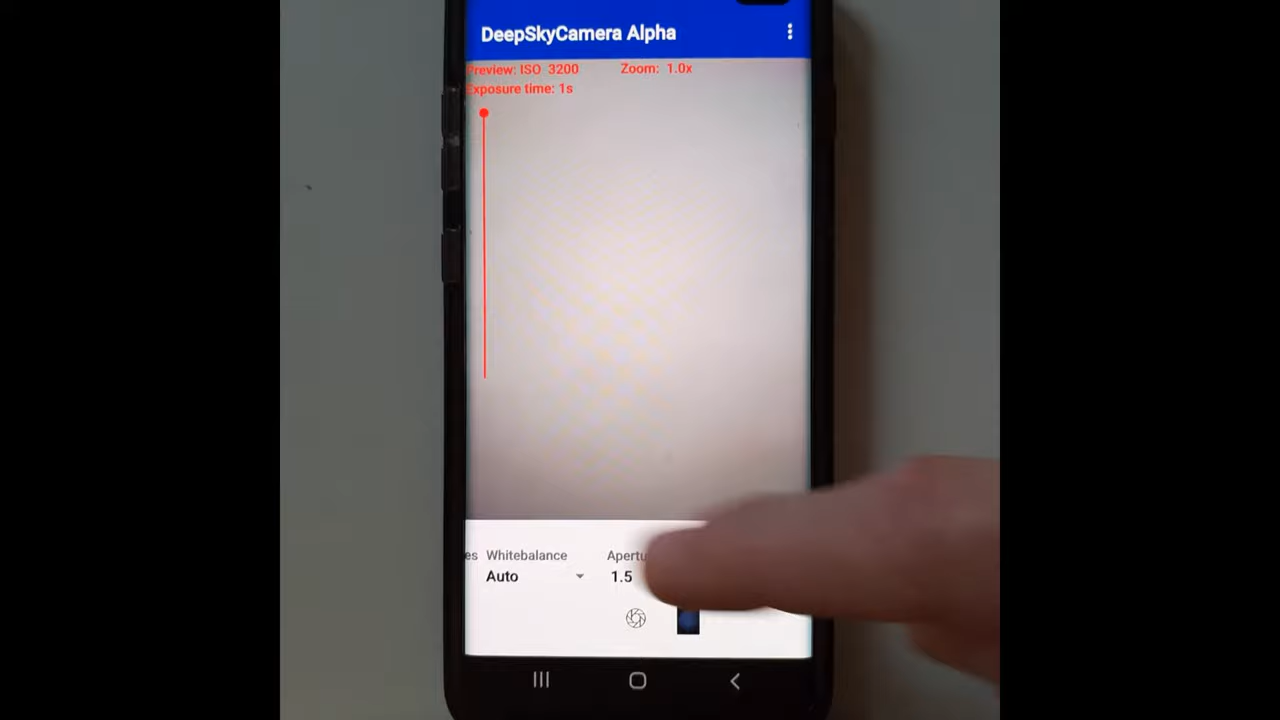 DeepSkyCamera Alpha
Preview: ISO 3200 Zoom: 1.0x
Exposure time: 1s
es Whitebalance Apertu
Auto 1.5